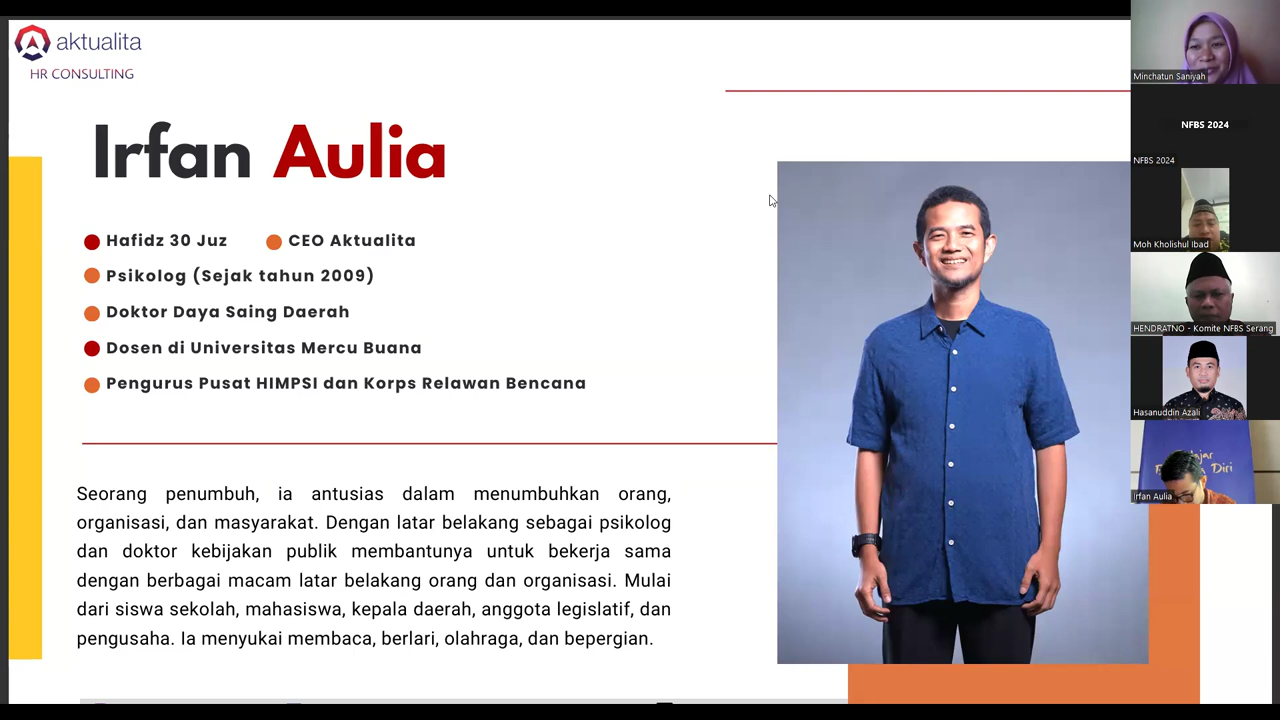 aktualita
HR CONSULTING
Irfan Aulia
Hafidz 30 Juz
CEO Aktualita
Psikolog (Sejak tahun 2009)
Doktor Daya Saing Daerah
Dosen di Universitas Mercu Buana
Pengurus Pusat HIMPSI dan Korps Relawan Bencana
Seorang penumbuh, ia antusias dalam menumbuhkan orang,
organisasi, dan masyarakat. Dengan latar belakang sebagai psikolog
dan doktor kebijakan publik membantunya untuk bekerja sama
dengan berbagai macam latar belakang orang dan organisasi. Mulai
dari siswa sekolah, mahasiswa, kepala daerah, anggota legislatif, dan
pengusaha. Ia menyukai membaca, berlari, olahraga, dan bepergian.
Minchatun Saniyah
NFBS 2024
NFBS 2024
Moh Kholishul Ibad
HENDRATNO - Komite NFBS Serang
Hasanuddin Azali
Diri
Irfan Aulia